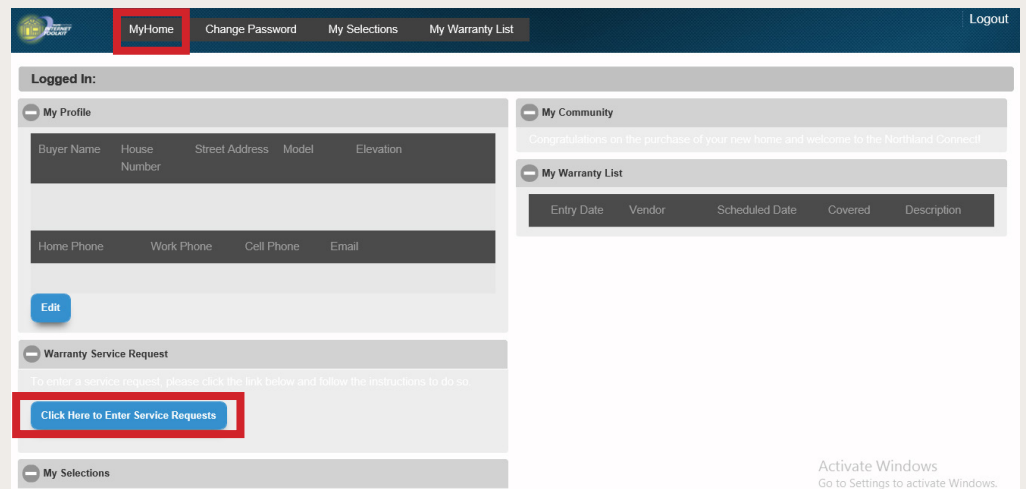 INTERNET
TOOLKIT
MyHome
Change Password
My Selections
My Warranty List
Logout
Logged In:
My Profile
Buyer Name
House Number
Street Address
Model
Elevation
Home Phone
Work Phone
Cell Phone
Email
Edit
Warranty Service Request
To enter a service request, please click the link below and follow the instructions to do so.
Click Here to Enter Service Requests
My Selections
My Community
Congratutations on the purchase of your new home and welcome to the Northland Connect!
My Warranty List
Entry Date
Vendor
Scheduled Date
Covered
Description
Activate Windows
Go to Settings to activate Windows.